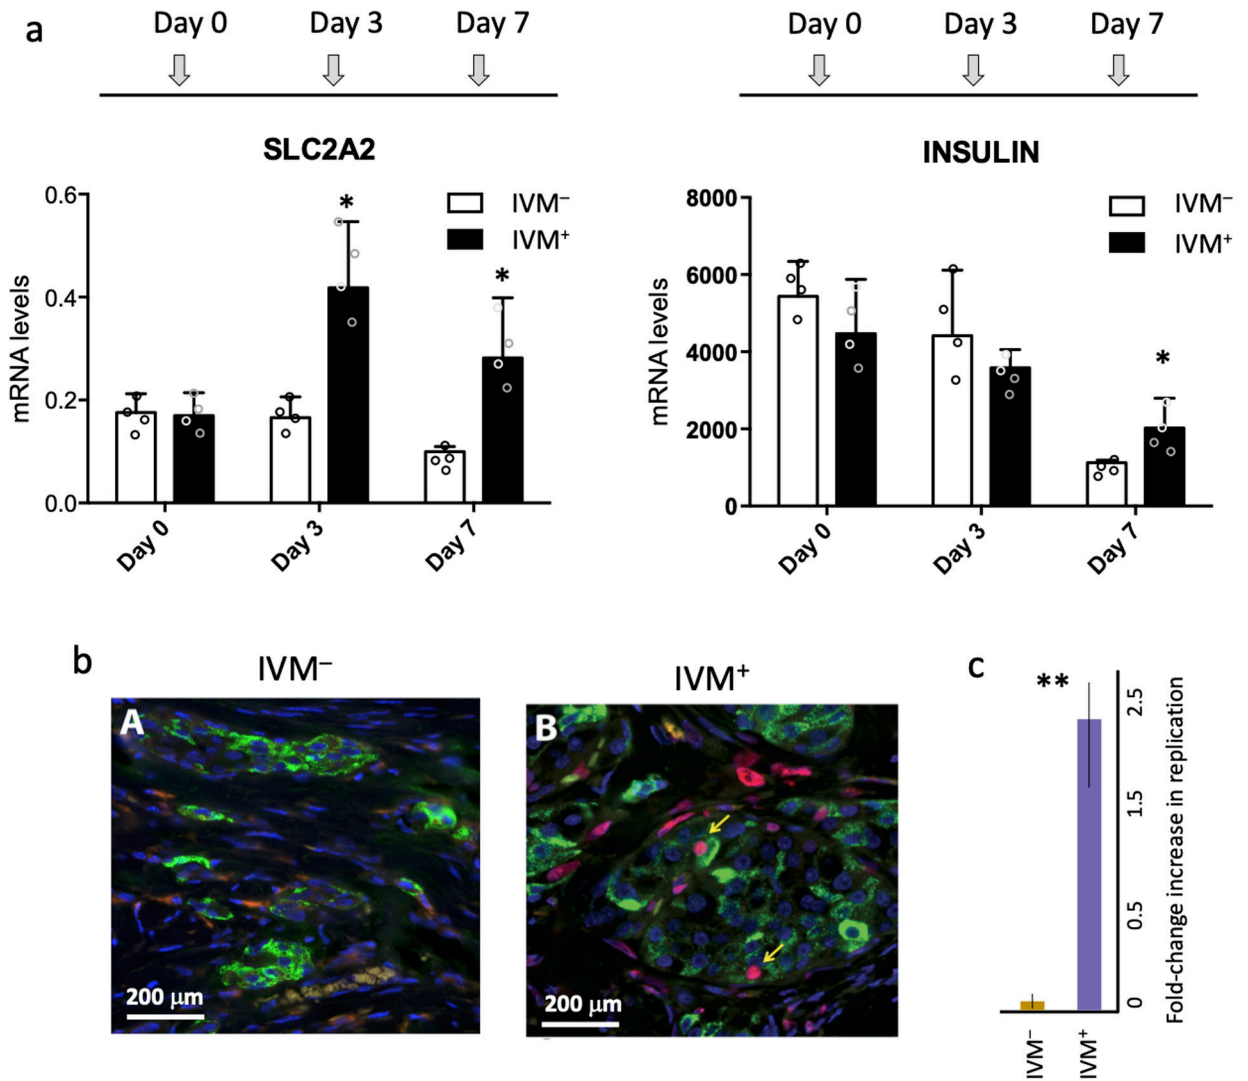 a
Day 0 Day 3 Day 7
Day 0 Day 3 Day 7
SLC2A2
mRNA levels
0.6
0.4
0.2
0.0
IVM–
IVM+
*
*
Day 0 Day 3 Day 7
INSULIN
mRNA levels
8000
6000
4000
2000
0
IVM–
IVM+
*
Day 0 Day 3 Day 7
b
IVM–
A
200 μm
IVM+
B
200 μm
c
**
2.5
1.5
0.5
0
Fold-change increase in replication
IVM–
IVM+